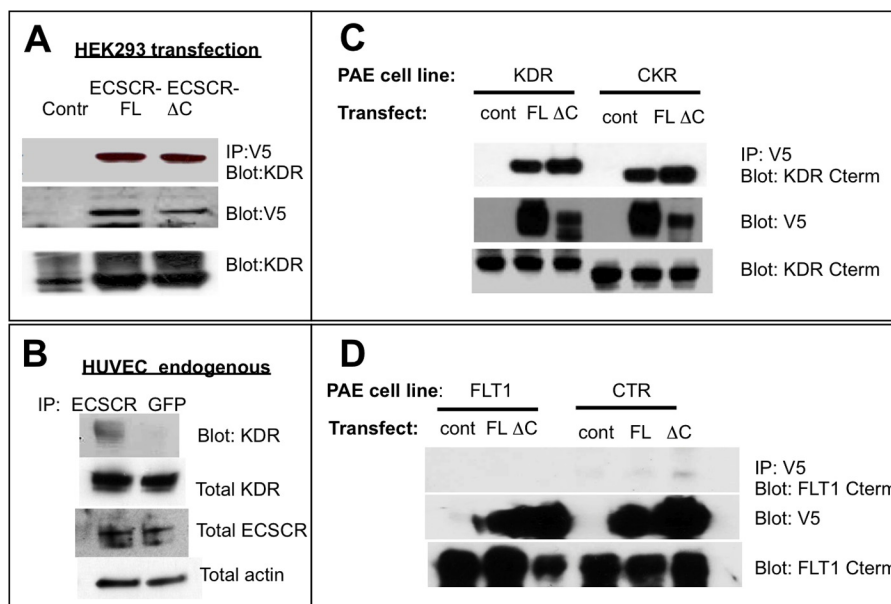 A
HEK293 transfection
Contr ECSCR-FL ECSCR-ΔC
IP:V5
Blot:KDR
Blot:V5
Blot:KDR
B
HUVEC endogenous
IP: ECSCR GFP
Blot: KDR
Total KDR
Total ECSCR
Total actin
C
PAE cell line: KDR CKR
Transfect: cont FL ΔC cont FL ΔC
IP: V5
Blot: KDR Cterm
Blot: V5
Blot: KDR Cterm
D
PAE cell line: FLT1 CTR
Transfect: cont FL ΔC cont FL ΔC
IP: V5
Blot: FLT1 Cterm
Blot: V5
Blot: FLT1 Cterm